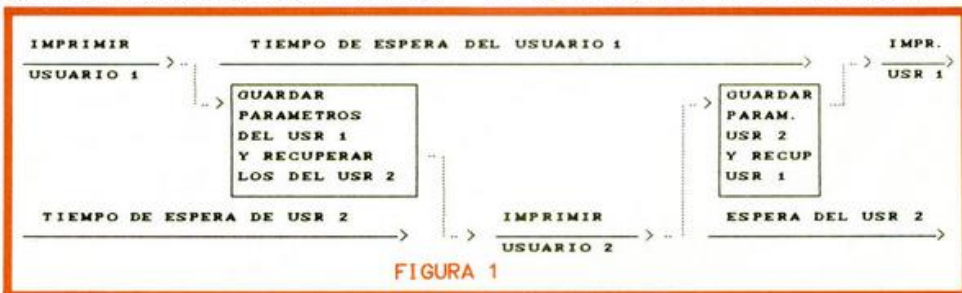 IMPRIMIR
USUARIO 1
TIEMPO DE ESPERA DEL USUARIO 1
IMPR.
USR 1
GUARDAR
PARAMETROS
DEL USR 1
Y RECUPERAR
LOS DEL USR 2
GUARDAR
PARAM.
USR 2
Y RECUP
USR 1
TIEMPO DE ESPERA DE USR 2
IMPRIMIR
USUARIO 2
ESPERA DEL USR 2
FIGURA 1